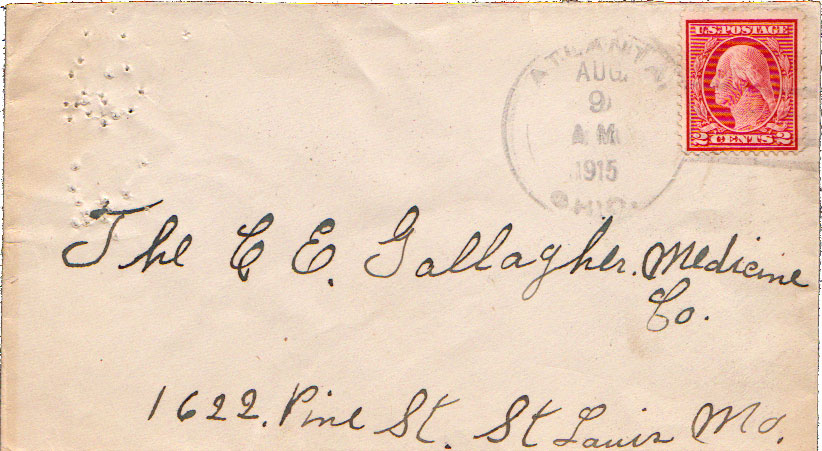 U.S. POSTAGE
2 CENTS 2
ATLANTA
AUG
9
A.M.
1915
OHIO
The C E. Gallagher. Medicine
Co.
1622. Pine St. St Louis Mo.